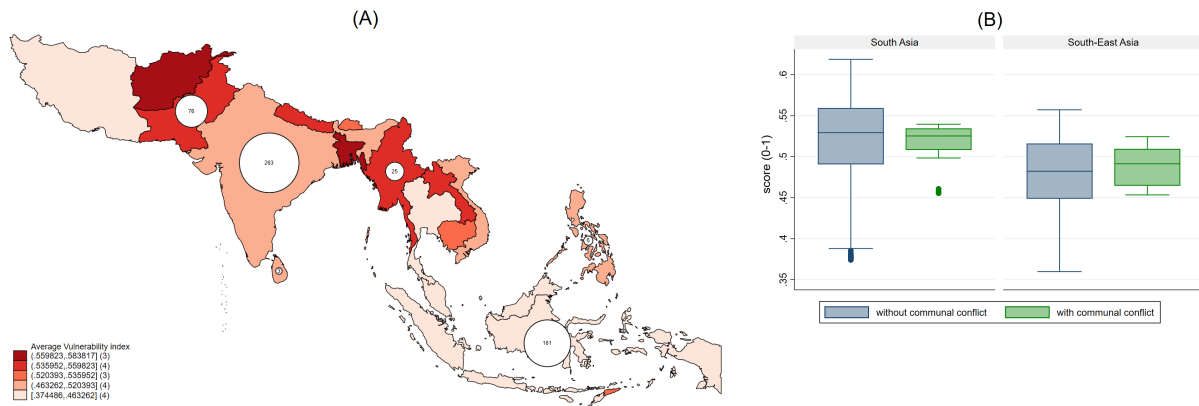 (A)
76
263
25
161
Average Vulnerability index
(.559823,.583817] (3)
(.535952,.559823] (4)
(.520393,.535952] (3)
(.463262,.520393] (4)
[.374486,.463262] (4)
(B)
South Asia
South-East Asia
score (0-1)
.6
.55
.5
.45
.4
.35
without communal conflict
with communal conflict